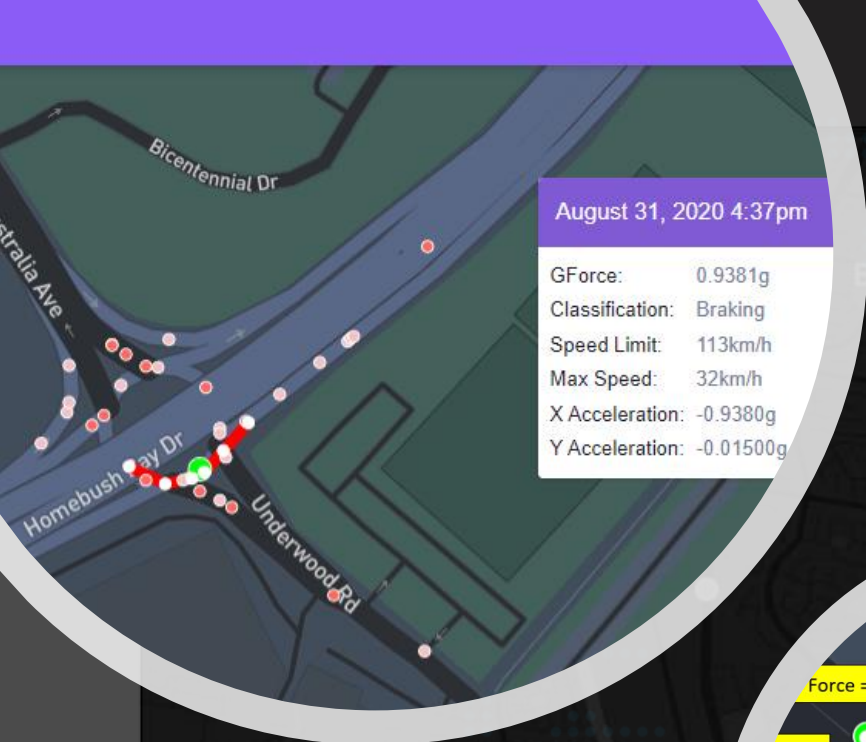 Bicentennial Dr
stralia Ave
August 31, 2020 4:37pm
GForce: 0.9381g
Classification: Braking
Speed Limit: 113km/h
Max Speed: 32km/h
X Acceleration: -0.9380g
Y Acceleration: -0.01500g
Homebush Bay Dr
Underwood Rd
Force =